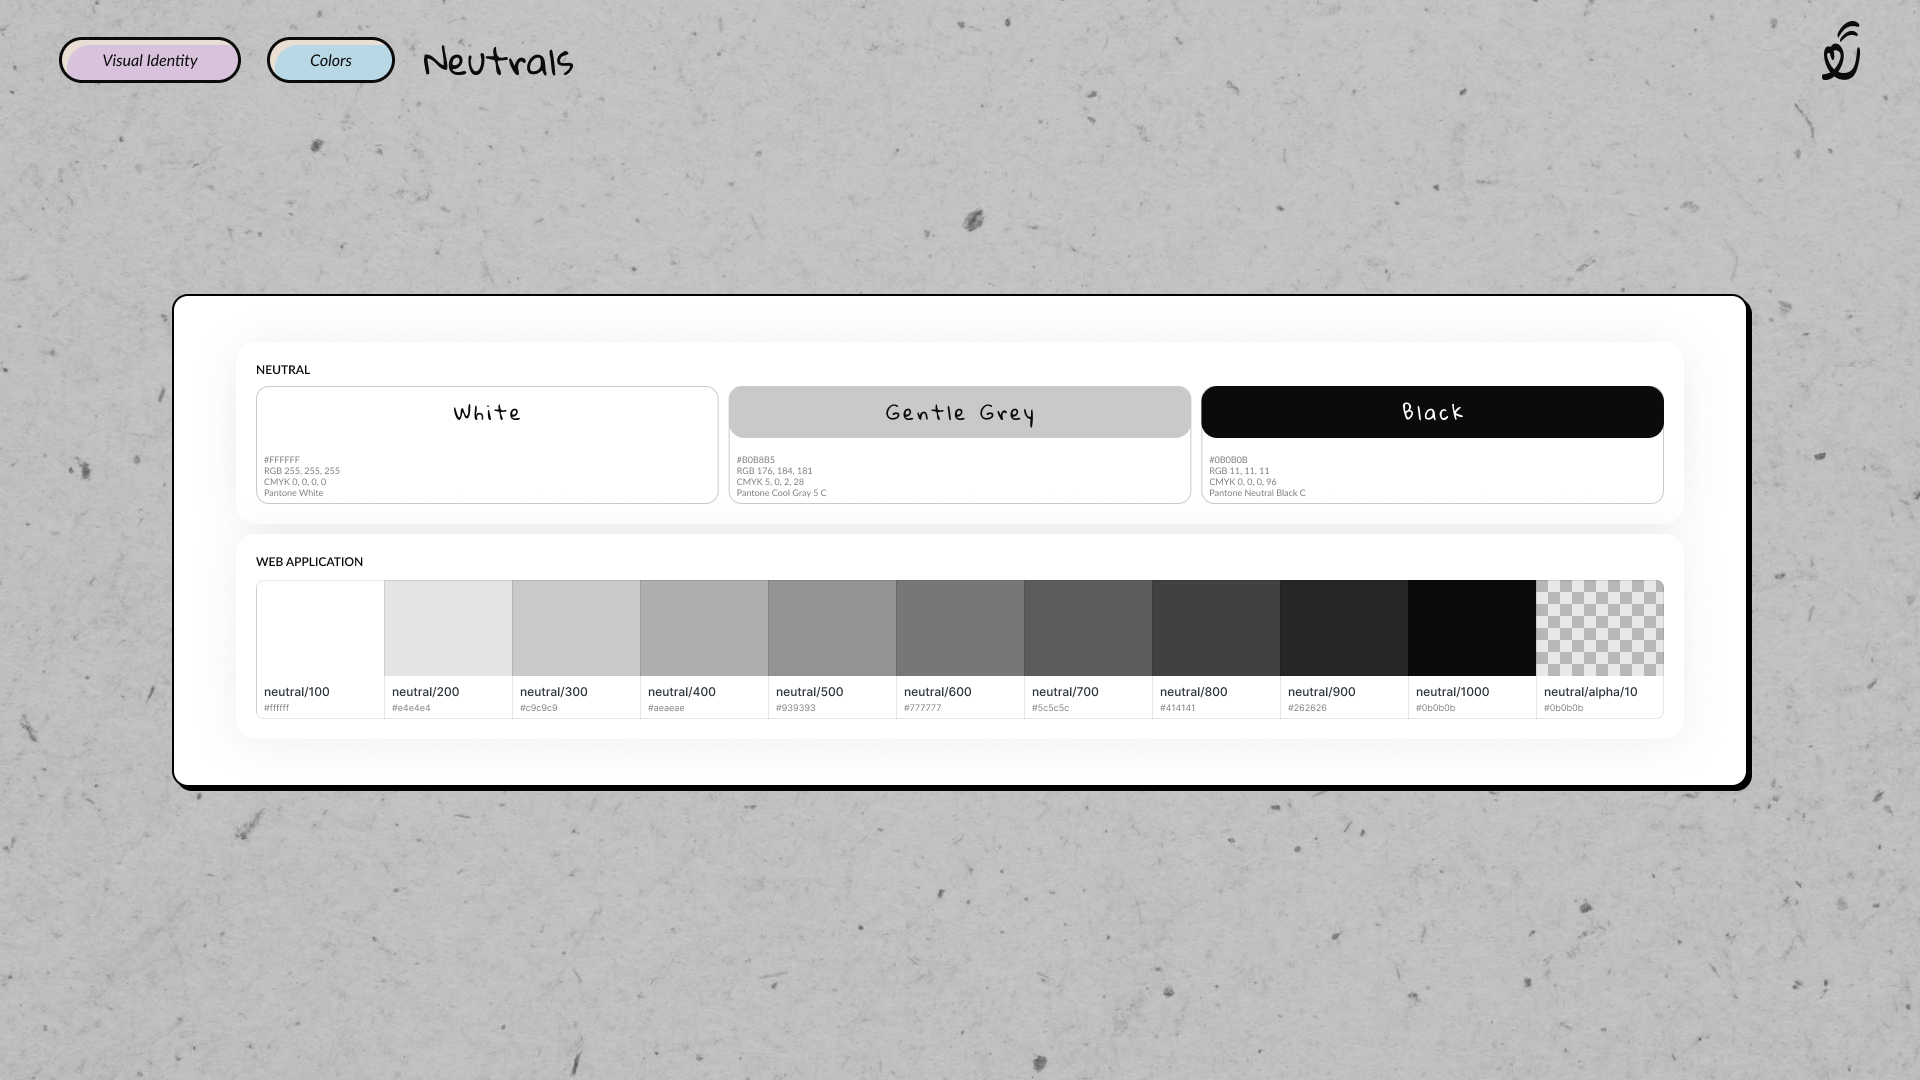 Visual Identity
Colors
Neutrals
NEUTRAL
White
#FFFFFF
RGB 255, 255, 255
CMYK 0, 0, 0, 0
Pantone White
Gentle Grey
#B0B8B5
RGB 176, 184, 181
CMYK 5, 0, 2, 28
Pantone Cool Gray 5 C
Black
#0B0B0B
RGB 11, 11, 11
CMYK 0, 0, 0, 96
Pantone Neutral Black C
WEB APPLICATION
neutral/100
#ffffff
neutral/200
#e4e4e4
neutral/300
#c9c9c9
neutral/400
#aeaeae
neutral/500
#939393
neutral/600
#777777
neutral/700
#5c5c5c
neutral/800
#414141
neutral/900
#262626
neutral/1000
#0b0b0b
neutral/alpha/10
#0b0b0b